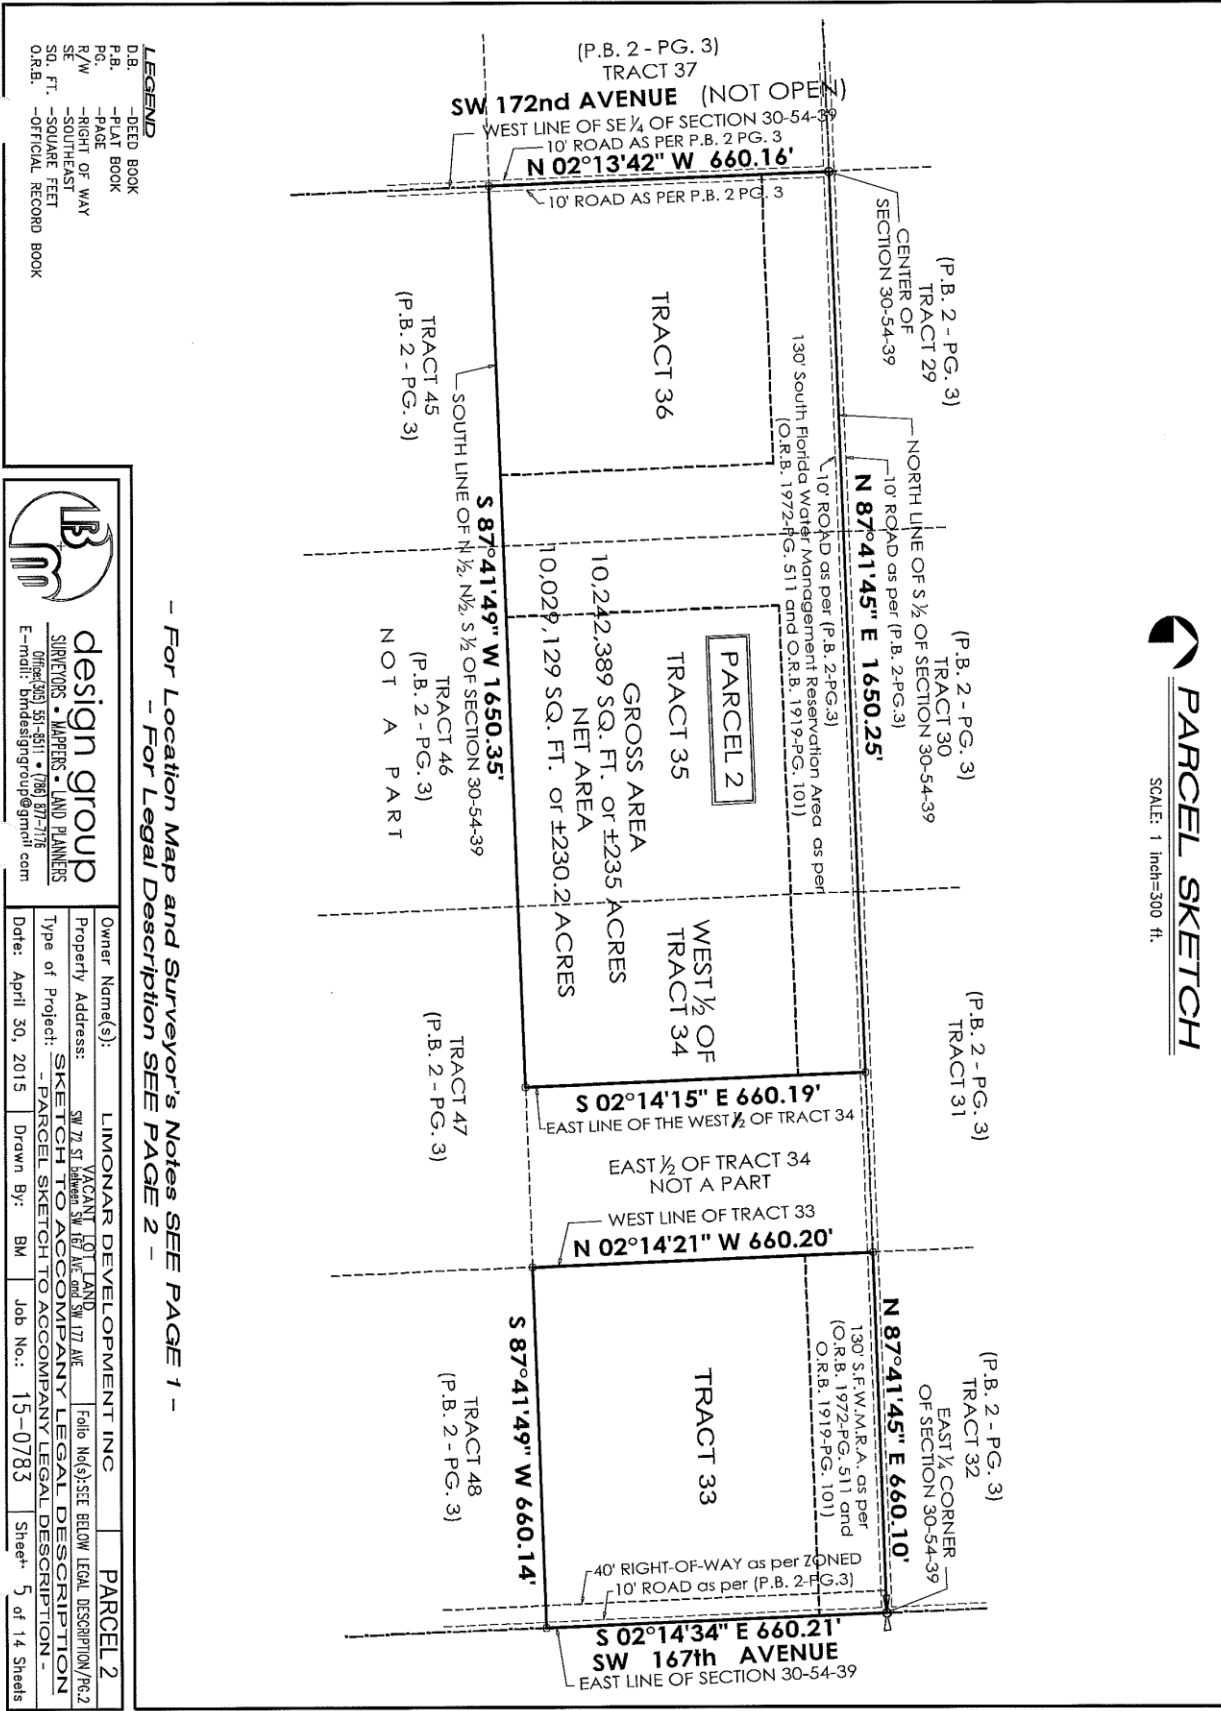 PARCEL SKETCH
SCALE: 1 inch=300 ft.
(P.B. 2 - PG. 3)
TRACT 37
SW 172nd AVENUE (NOT OPEN)
WEST LINE OF SE ¼ OF SECTION 30-54-39
10' ROAD AS PER P.B. 2 PG. 3
N 02°13'42" W 660.16'
10' ROAD AS PER P.B. 2 PG. 3
(P.B. 2 - PG. 3)
TRACT 29
CENTER OF
SECTION 30-54-39
(P.B. 2 - PG. 3)
TRACT 30
NORTH LINE OF S ½ OF SECTION 30-54-39
10' ROAD as per (P.B. 2-PG.3)
N 87°41'45" E 1650.25'
10' ROAD as per (P.B. 2-PG.3)
130' South Florida Water Management Reservation Area as per
(O.R.B. 1972-PG. 511 and O.R.B. 1919-PG. 101)
(P.B. 2 - PG. 3)
TRACT 31
(P.B. 2 - PG. 3)
TRACT 32
EAST ¼ CORNER
OF SECTION 30-54-39
N 87°41'45" E 660.10'
130' S.F.W.M.R.A. as per
(O.R.B. 1972-PG. 511 and
O.R.B. 1919-PG. 101)
TRACT 36
PARCEL 2
TRACT 35
GROSS AREA
10,242,389 SQ. FT. or ±235 ACRES
NET AREA
10,029,129 SQ. FT. or ±230.2 ACRES
WEST ½ OF
TRACT 34
S 02°14'15" E 660.19'
EAST LINE OF THE WEST ½ OF TRACT 34
EAST ½ OF TRACT 34
NOT A PART
WEST LINE OF TRACT 33
N 02°14'21" W 660.20'
TRACT 33
40' RIGHT-OF-WAY as per ZONED
10' ROAD as per (P.B. 2-PG.3)
S 02°14'34" E 660.21'
SW 167th AVENUE
EAST LINE OF SECTION 30-54-39
S 87°41'49" W 1650.35'
SOUTH LINE OF N ½, N½, S ½ OF SECTION 30-54-39
S 87°41'49" W 660.14'
TRACT 45
(P.B. 2 - PG. 3)
TRACT 46
(P.B. 2 - PG. 3)
NOT A PART
TRACT 47
(P.B. 2 - PG. 3)
TRACT 48
(P.B. 2 - PG. 3)
- For Location Map and Surveyor's Notes SEE PAGE 1 -
- For Legal Description SEE PAGE 2 -
LEGEND
D.B. -DEED BOOK
P.B. -PLAT BOOK
PG. -PAGE
R/W -RIGHT OF WAY
SE -SOUTHEAST
SQ. FT. -SQUARE FEET
O.R.B. -OFFICIAL RECORD BOOK
LBM
design group
SURVEYORS • MAPPERS • LAND PLANNERS
Office:(305) 551-8511 • (786) 877-7176
E-mail: bmdesigngroup@gmail.com
Owner Name(s): LIMONAR DEVELOPMENT INC
PARCEL 2
Property Address: VACANT LOT LAND
SW 72 ST between SW 167 AVE and SW 177 AVE
Folio No(s):SEE BELOW LEGAL DESCRIPTION/PG.2
Type of Project: SKETCH TO ACCOMPANY LEGAL DESCRIPTION
- PARCEL SKETCH TO ACCOMPANY LEGAL DESCRIPTION -
Date: April 30, 2015 Drawn By: BM Job No.: 15-0783 Sheet: 5 of 14 Sheets